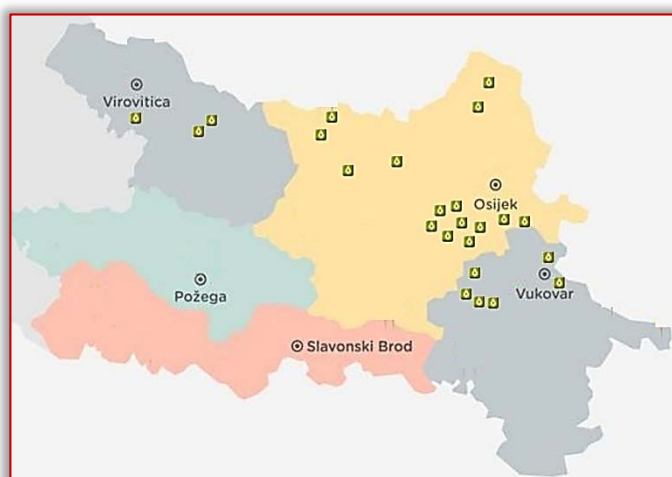 Virovitica
Osijek
Vukovar
Požega
Slavonski Brod